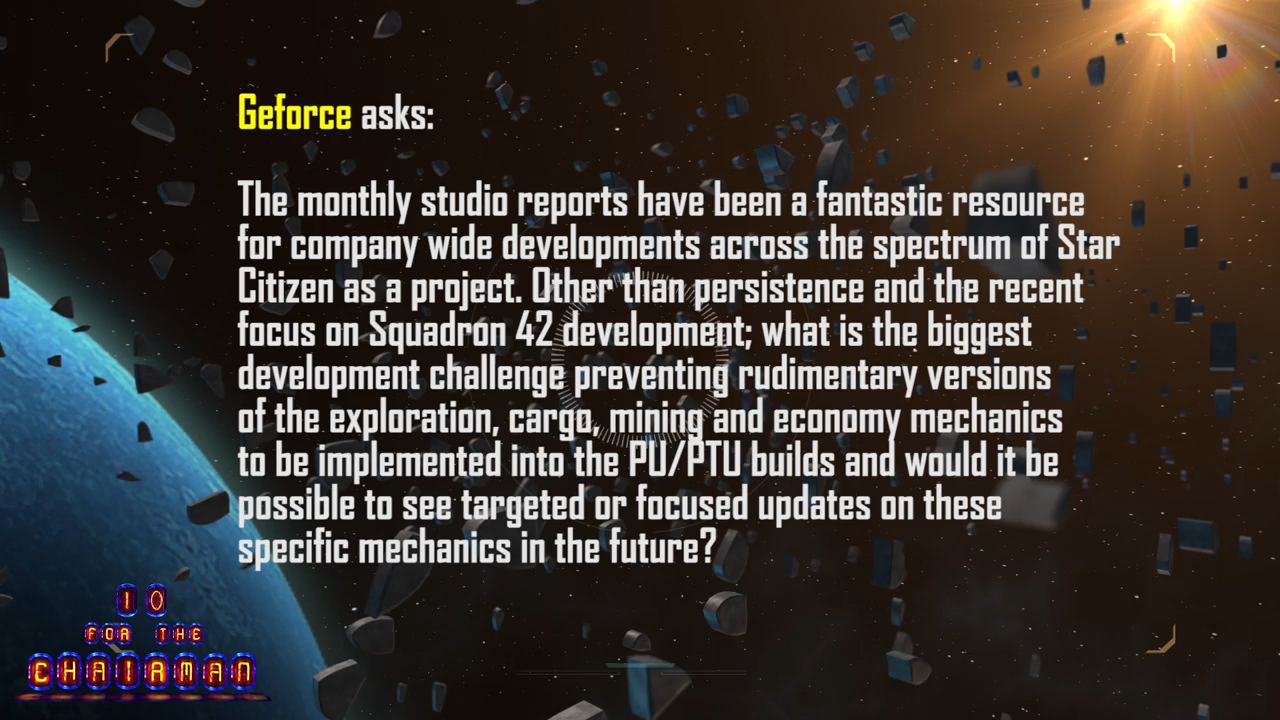 Geforce asks:
The monthly studio reports have been a fantastic resource
for company wide developments across the spectrum of Star
Citizen as a project. Other than persistence and the recent
focus on Squadron 42 development; what is the biggest
development challenge preventing rudimentary versions
of the exploration, cargo, mining and economy mechanics
to be implemented into the PU/PTU builds and would it be
possible to see targeted or focused updates on these
specific mechanics in the future?
10
FOR THE
CHAIRMAN